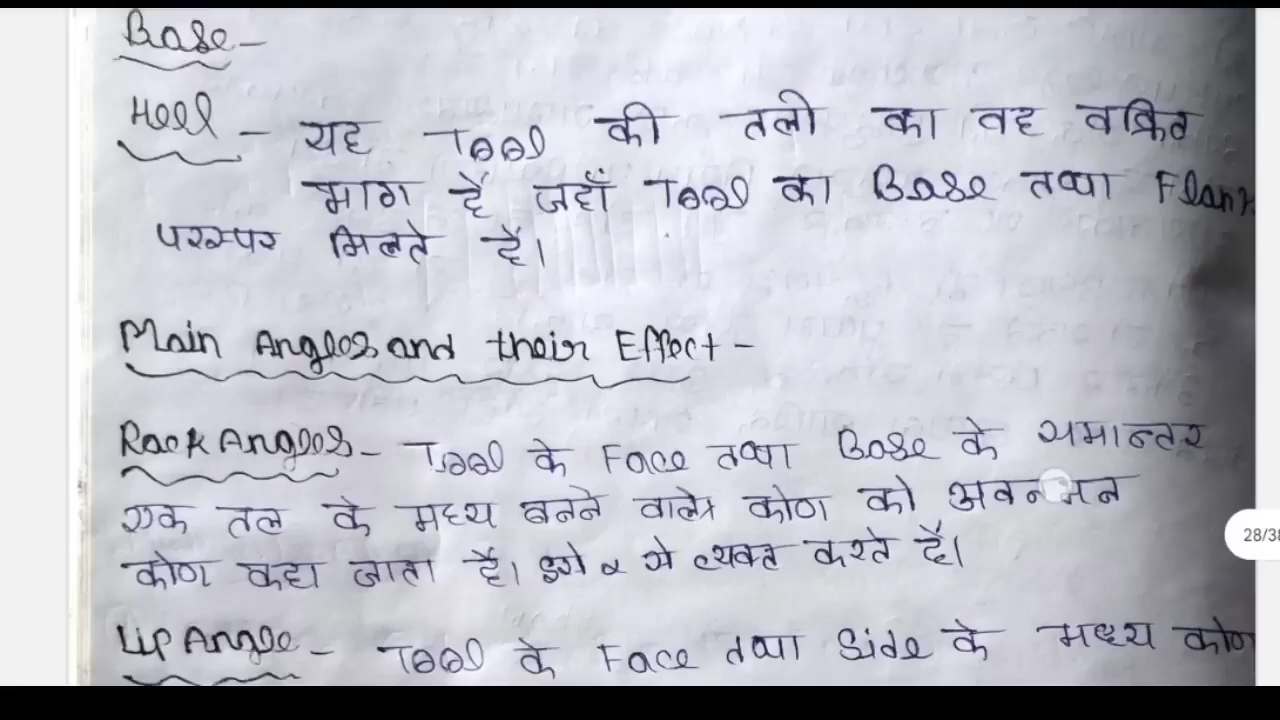 Base -
Heel - यह Tool की तली का वह वक्रित
भाग है जहाँ Tool का Base तथा Flank
परस्पर मिलते है।
Main Angles and their Effect -
Rack Angles - Tool के Face तथा Base के समान्तर
एक तल के मध्य बनने वाले कोण को अवनमन
कोण कहा जाता है। इसे α से व्यक्त करते है।
28/38
Lip Angle - Tool के Face तथा Side के मध्य कोण